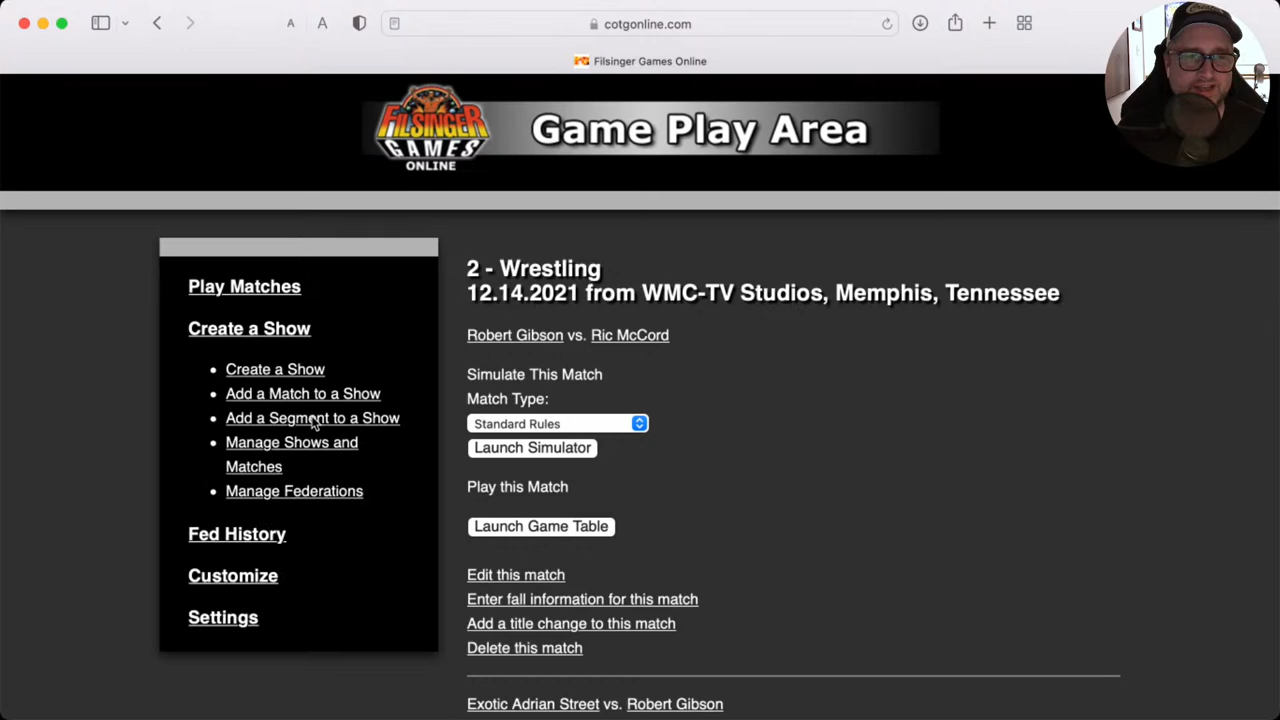 A A cotgonline.com
Filsinger Games Online
FILSINGER
GAMES
ONLINE
Game Play Area
Play Matches
Create a Show
Create a Show
Add a Match to a Show
Add a Segment to a Show
Manage Shows and
Matches
Manage Federations
Fed History
Customize
Settings
2 - Wrestling
12.14.2021 from WMC-TV Studios, Memphis, Tennessee
Robert Gibson vs. Ric McCord
Simulate This Match
Match Type:
Standard Rules
Launch Simulator
Play this Match
Launch Game Table
Edit this match
Enter fall information for this match
Add a title change to this match
Delete this match
Exotic Adrian Street vs. Robert Gibson